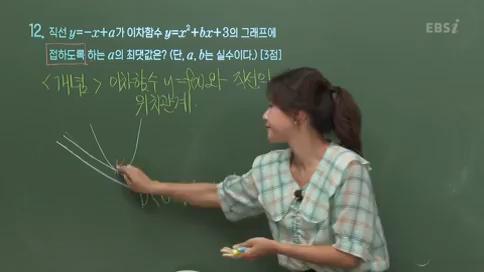 EBSi
12. 직선 y=-x+a가 이차함수 y=x²+bx+3의 그래프에
접하도록 하는 a의 최댓값은? (단, a, b는 실수이다.) [3점]
<개념> 이차함수 y=f(x)와 직선의
위치관계.
D<0